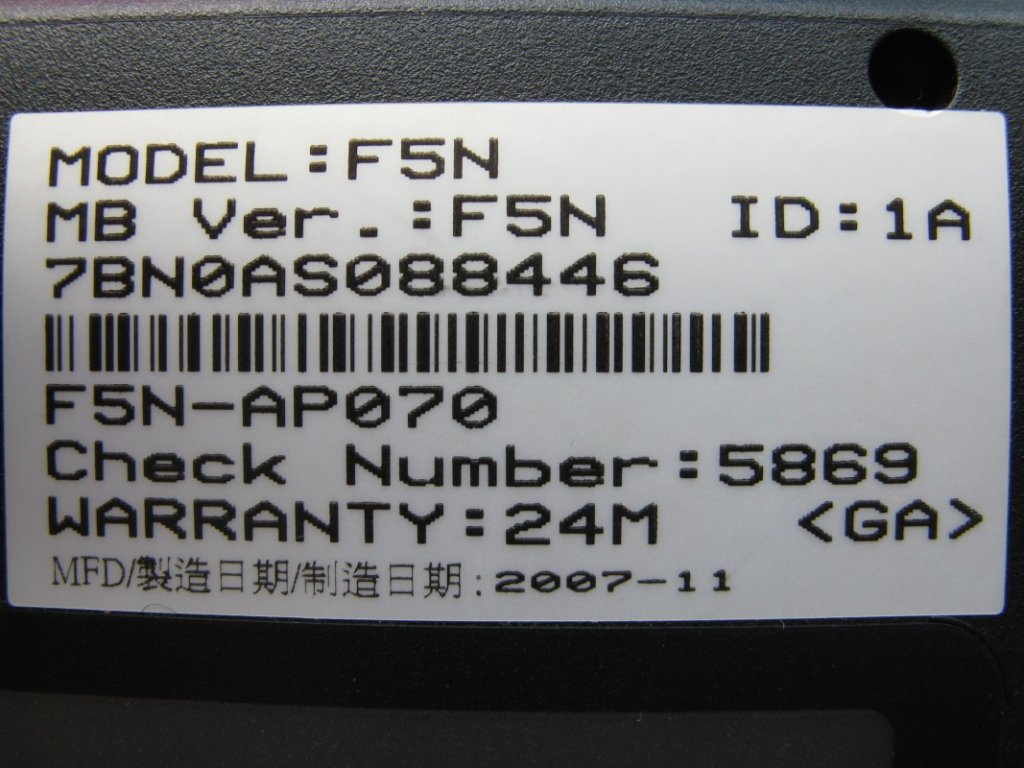 MODEL:F5N
MB Ver.:F5N ID:1A
7BN0AS088446
F5N-AP070
Check Number:5869
WARRANTY:24M <GA>
MFD/製造日期/制造日期:2007-11